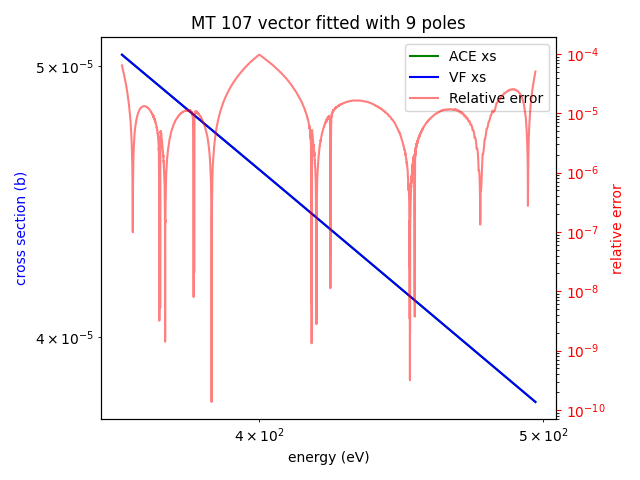 MT 107 vector fitted with 9 poles
ACE xs
VF xs
Relative error
5 × 10⁻⁵
4 × 10⁻⁵
cross section (b)
10⁻⁴
10⁻⁵
10⁻⁶
10⁻⁷
10⁻⁸
10⁻⁹
10⁻¹⁰
relative error
4 × 10²
5 × 10²
energy (eV)